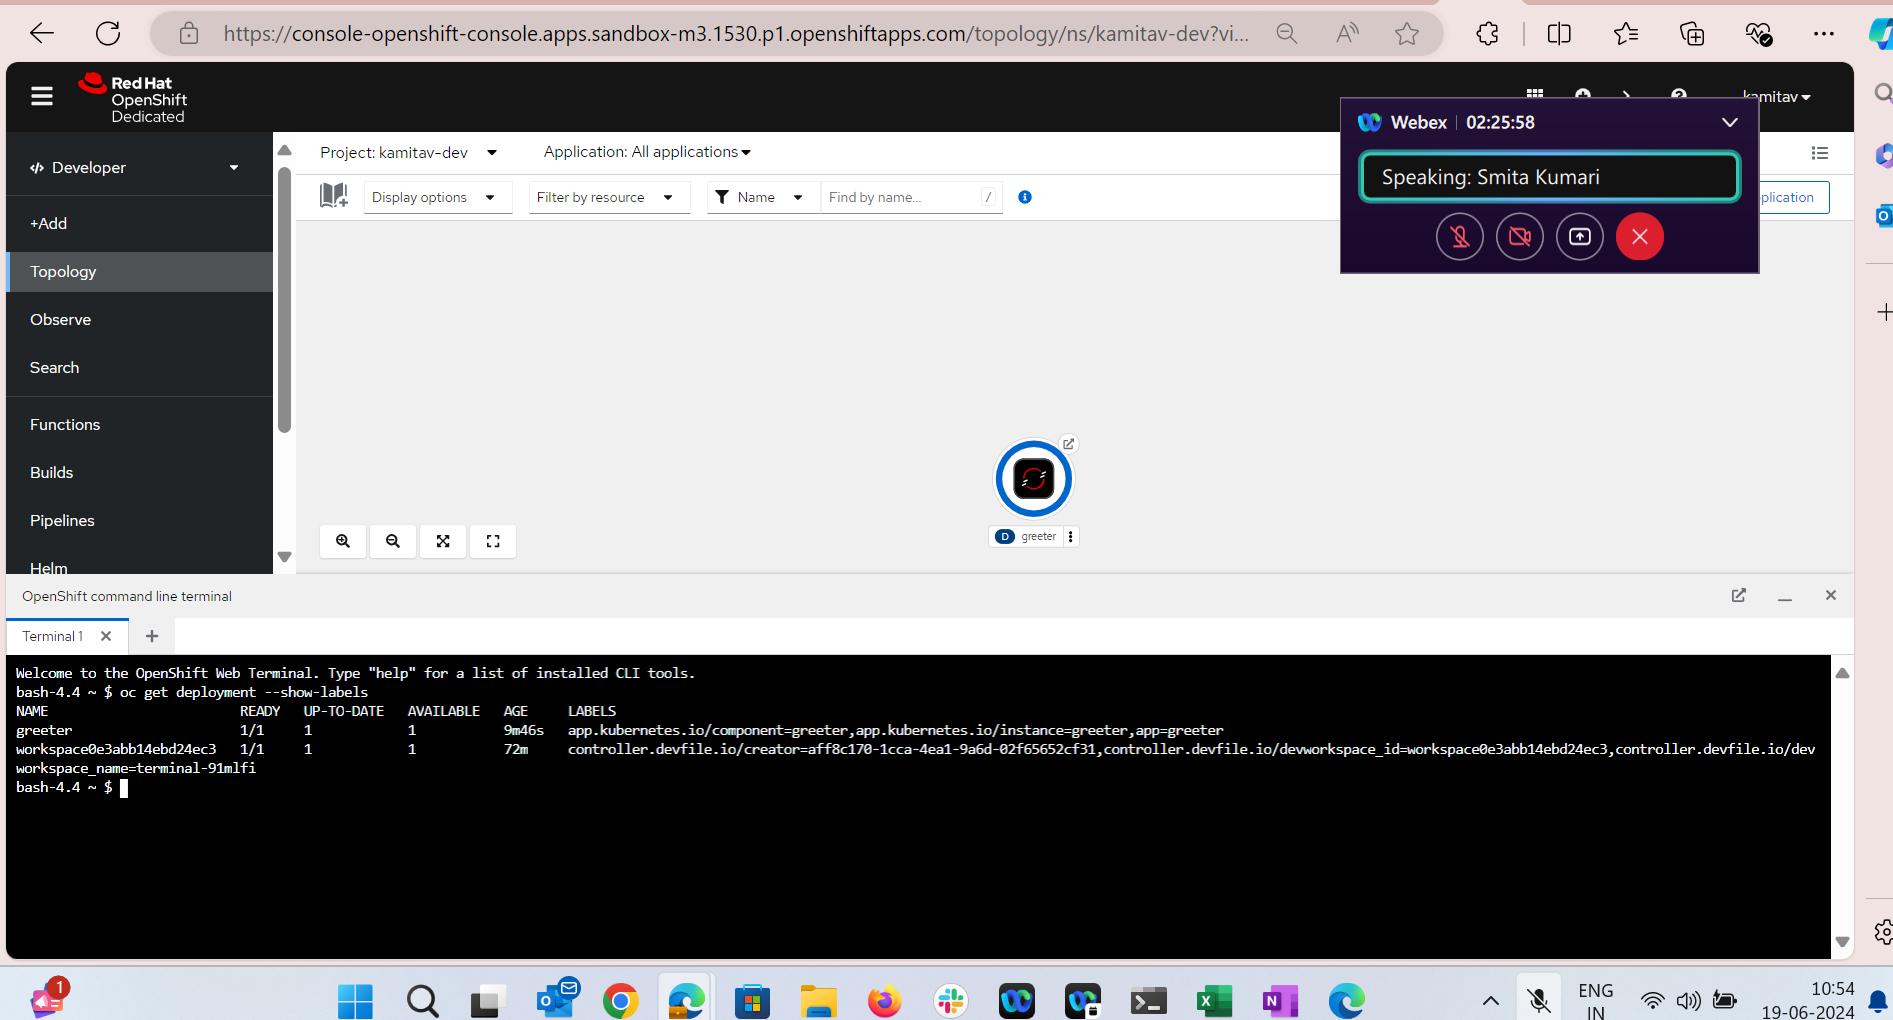 https://console-openshift-console.apps.sandbox-m3.1530.p1.openshiftapps.com/topology/ns/kamitav-dev?vi...
Red Hat
OpenShift
Dedicated
kamitav
Webex | 02:25:58
Speaking: Smita Kumari
Developer
+Add
Topology
Observe
Search
Functions
Builds
Pipelines
Helm
Project: kamitav-dev
Application: All applications
Display options
Filter by resource
Name
Find by name...
/
plication
D greeter
OpenShift command line terminal
Terminal 1
Welcome to the OpenShift Web Terminal. Type "help" for a list of installed CLI tools.
bash-4.4 ~ $ oc get deployment --show-labels
NAME READY UP-TO-DATE AVAILABLE AGE LABELS
greeter 1/1 1 1 9m46s app.kubernetes.io/component=greeter,app.kubernetes.io/instance=greeter,app=greeter
workspace0e3abb14ebd24ec3 1/1 1 1 72m controller.devfile.io/creator=aff8c170-1cca-4ea1-9a6d-02f65652cf31,controller.devfile.io/devworkspace_id=workspace0e3abb14ebd24ec3,controller.devfile.io/dev
workspace_name=terminal-91mlfi
bash-4.4 ~ $
1
ENG
IN
10:54
19-06-2024